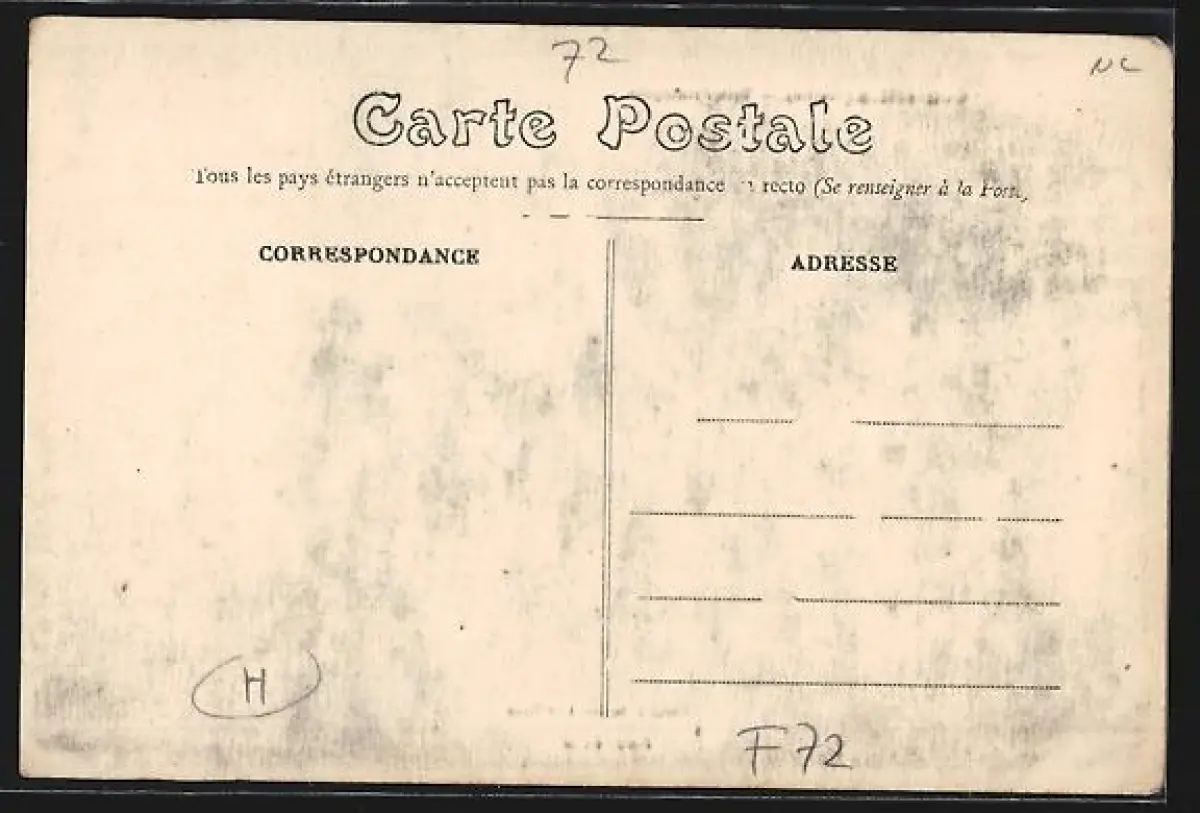 72
NC
Carte Postale
Tous les pays étrangers n'acceptent pas la correspondance recto (Se renseigner à la Poste)
CORRESPONDANCE
ADRESSE
H
F72